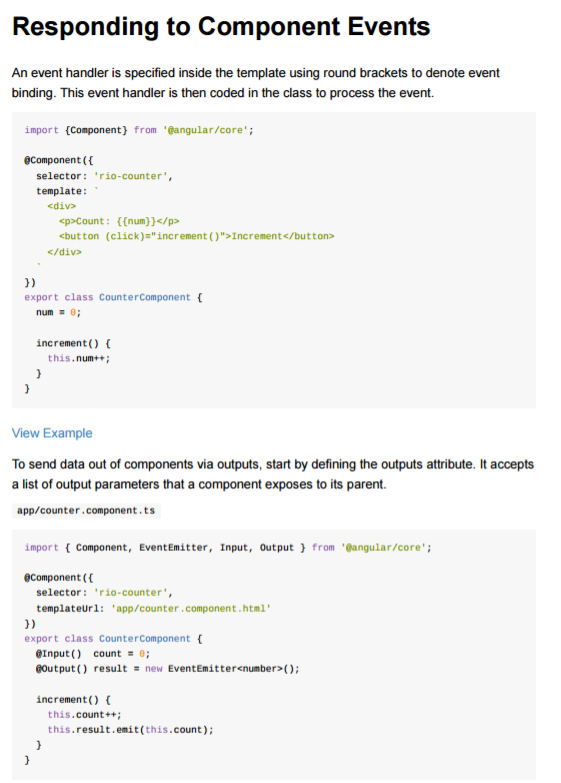 Responding to Component Events
An event handler is specified inside the template using round brackets to denote event
binding. This event handler is then coded in the class to process the event.
import {Component} from '@angular/core';
@Component({
  selector: 'rio-counter',
  template: `
    <div>
      <p>Count: {{num}}</p>
      <button (click)="increment()">Increment</button>
    </div>
  `
})
export class CounterComponent {
  num = 0;
  increment() {
    this.num++;
  }
}
View Example
To send data out of components via outputs, start by defining the outputs attribute. It accepts
a list of output parameters that a component exposes to its parent.
app/counter.component.ts
import { Component, EventEmitter, Input, Output } from '@angular/core';
@Component({
  selector: 'rio-counter',
  templateUrl: 'app/counter.component.html'
})
export class CounterComponent {
  @Input()  count = 0;
  @Output() result = new EventEmitter<number>();
  increment() {
    this.count++;
    this.result.emit(this.count);
  }
}